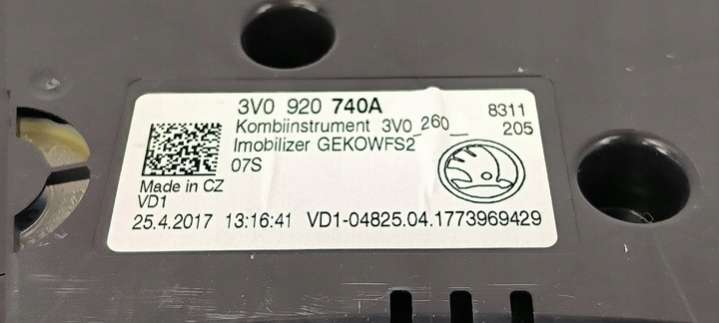 3V0 920 740A
Kombiinstrument 3V0_260_ 8311
Imobilizer GEKOWFS2 205
07S
Made in CZ
VD1
25.4.2017 13:16:41 VD1-04825.04.1773969429